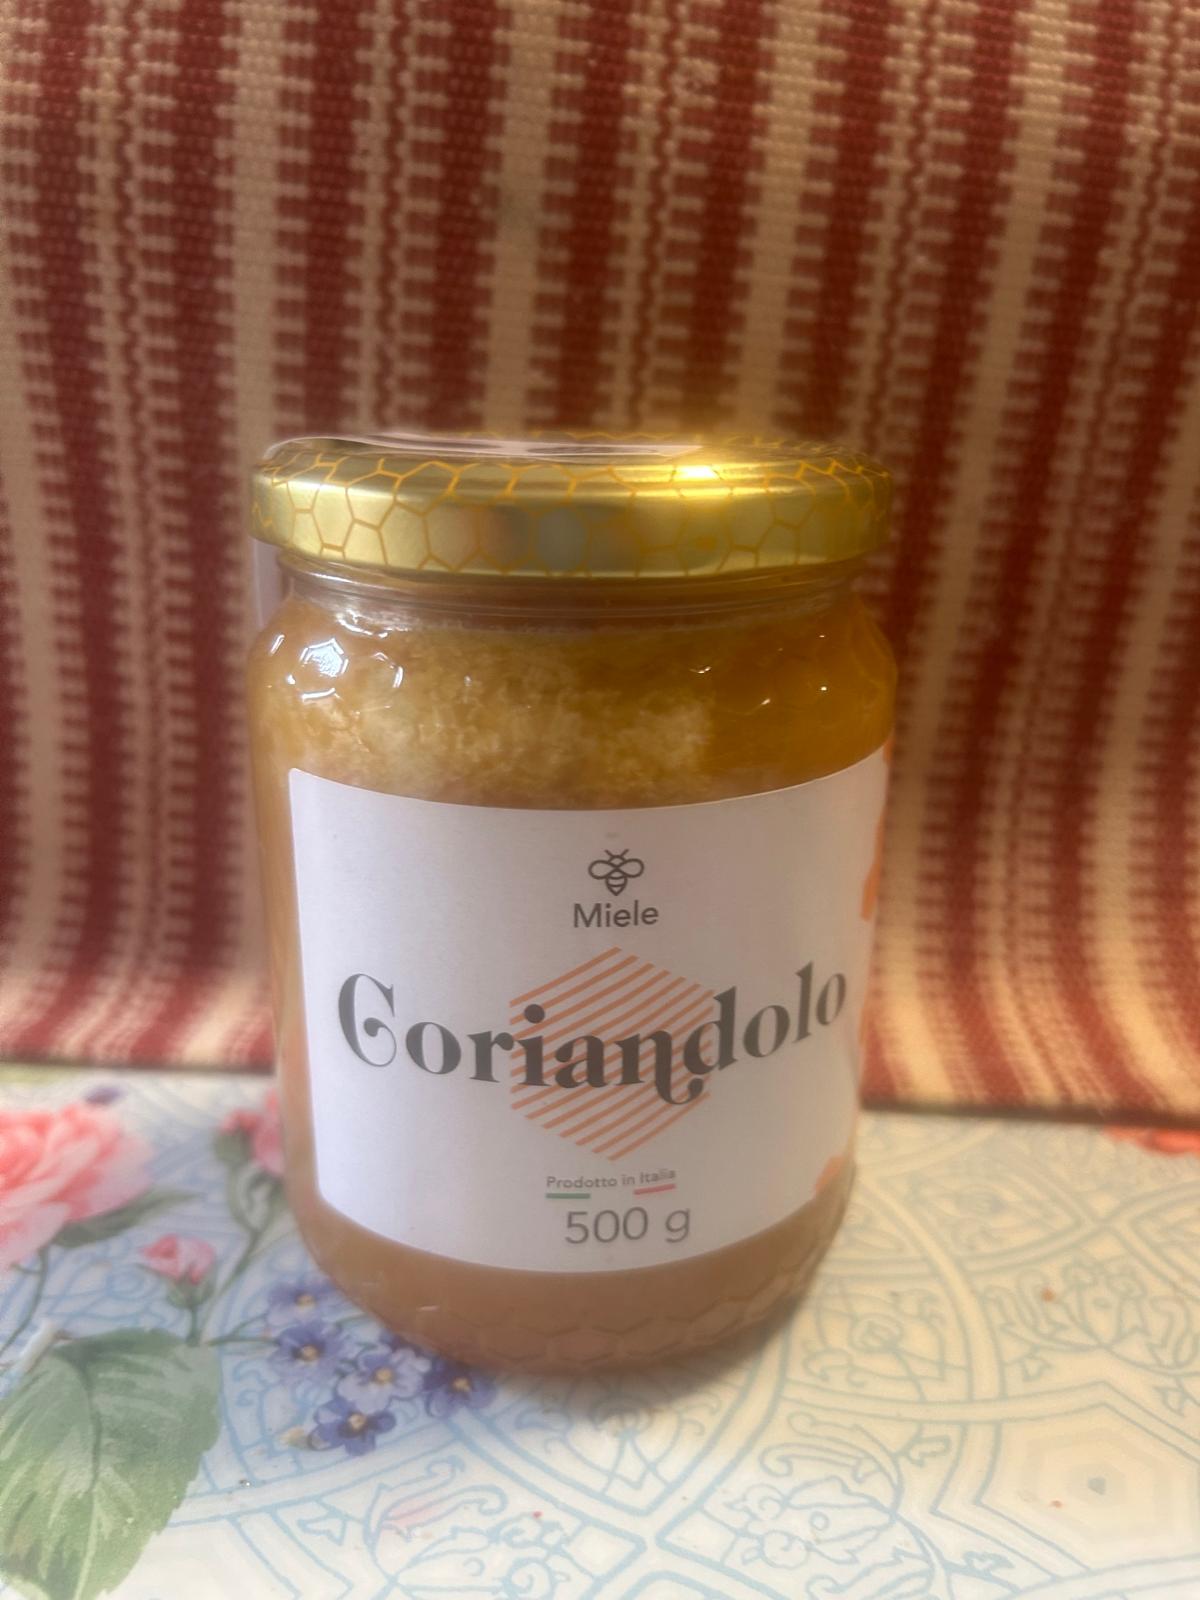 Miele
Coriandolo
Prodotto in Italia
500 g